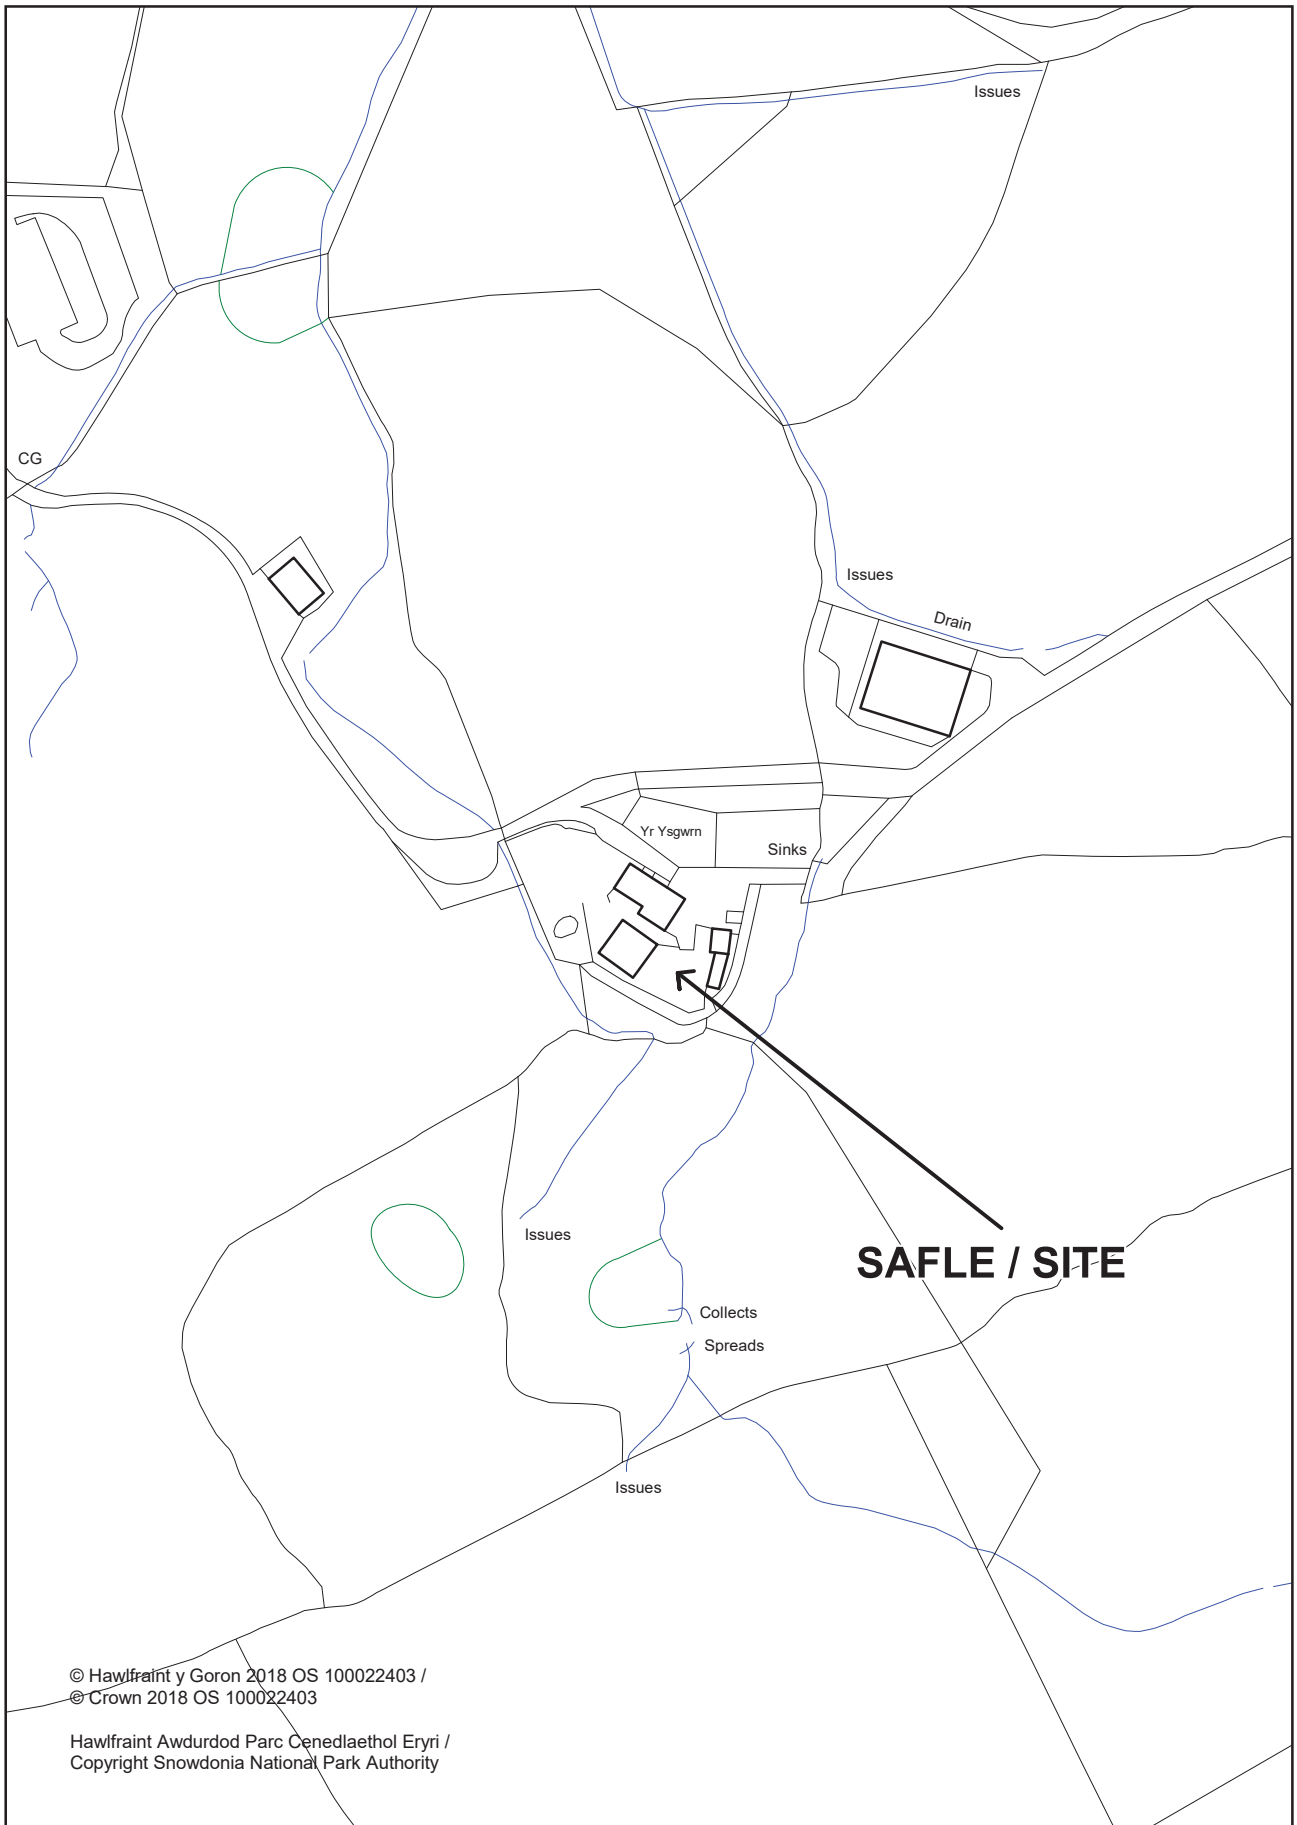 Issues
CG
Issues
Drain
Yr Ysgwrn
Sinks
Issues
SAFLE / SITE
Collects
Spreads
Issues
© Hawlfraint y Goron 2018 OS 100022403 /
© Crown 2018 OS 100022403
Hawlfraint Awdurdod Parc Cenedlaethol Eryri /
Copyright Snowdonia National Park Authority